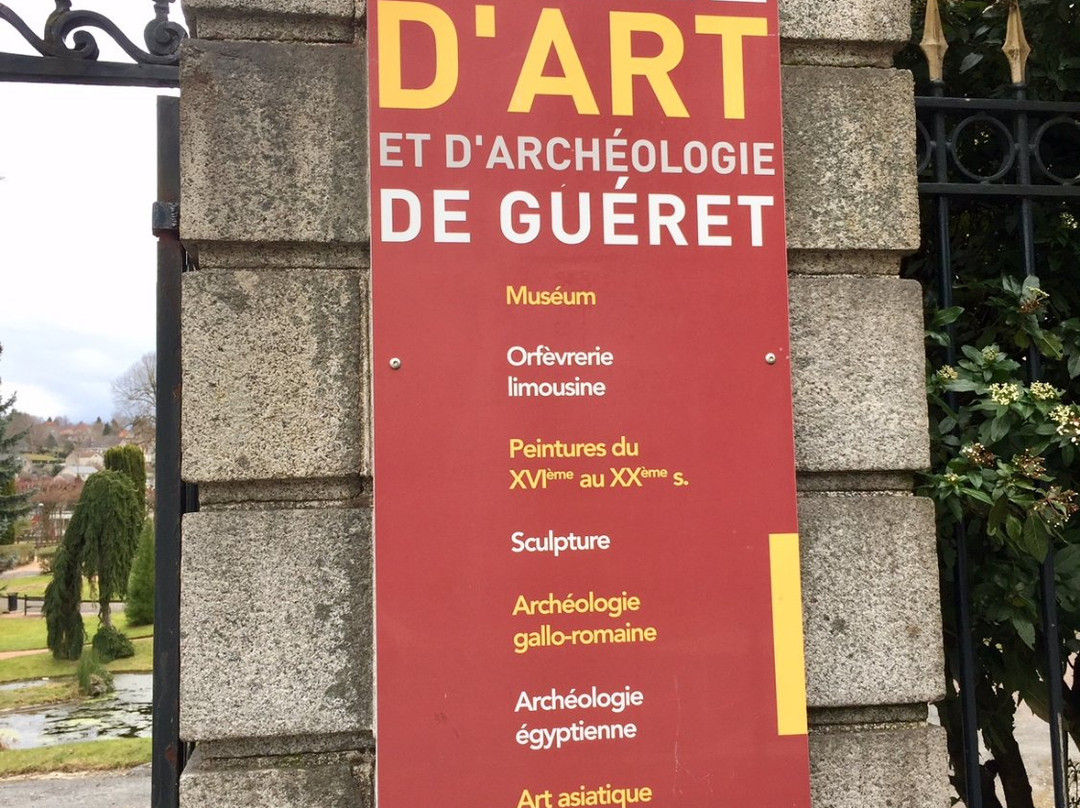 D'ART
ET D'ARCHÉOLOGIE
DE GUÉRET
Muséum
Orfèvrerie
limousine
Peintures du
XVIème au XXème s.
Sculpture
Archéologie
gallo-romaine
Archéologie
égyptienne
Art asiatique